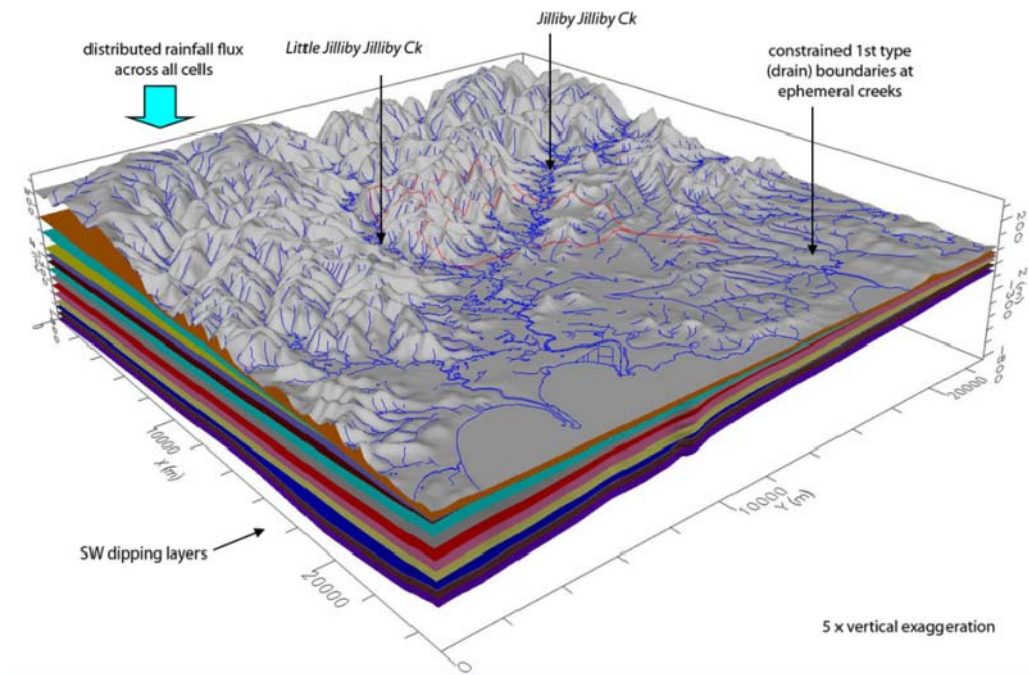 Jilliby Jilliby Ck
distributed rainfall flux
across all cells
Little Jilliby Jilliby Ck
constrained 1st type
(drain) boundaries at
ephemeral creeks
200
Z (m)
-300
-800
20000
10000
Y (m)
10000
X (m)
SW dipping layers
20000
5 x vertical exaggeration
0